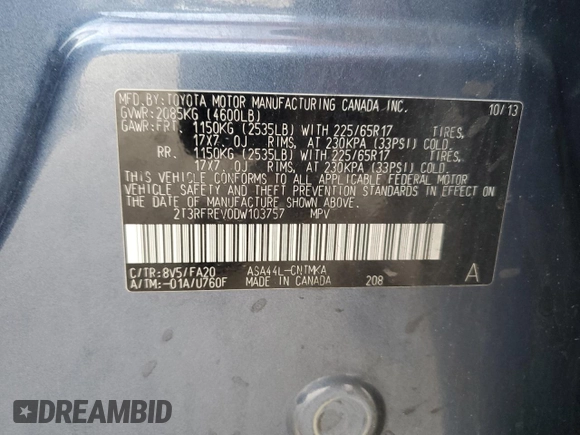 MFD.BY:TOYOTA MOTOR MANUFACTURING CANADA INC. 10/13
GVWR:2085KG (4600LB)
GAWR:FRT. 1150KG (2535LB) WITH 225/65R17 TIRES,
17X7.0J RIMS, AT 230KPA (33PSI) COLD.
RR. 1150KG (2535LB) WITH 225/65R17 TIRES,
17X7.0J RIMS, AT 230KPA (33PSI) COLD.
THIS VEHICLE CONFORMS TO ALL APPLICABLE FEDERAL MOTOR
VEHICLE SAFETY AND THEFT PREVENTION STANDARDS IN EFFECT ON
THE DATE OF MANUFACTURE SHOWN ABOVE.
2T3RFREV0DW103757 MPV
C/TR:8V5/FA20 ASA44L-CNTMKA
A/TM:-01A/U760F MADE IN CANADA 208 A
DREAMBID